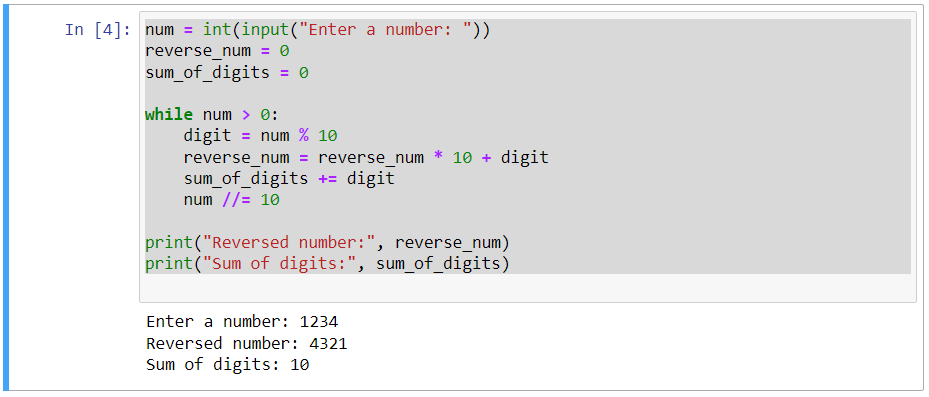 In [4]: num = int(input("Enter a number: "))
reverse_num = 0
sum_of_digits = 0

while num > 0:
    digit = num % 10
    reverse_num = reverse_num * 10 + digit
    sum_of_digits += digit
    num //= 10

print("Reversed number:", reverse_num)
print("Sum of digits:", sum_of_digits)

Enter a number: 1234
Reversed number: 4321
Sum of digits: 10